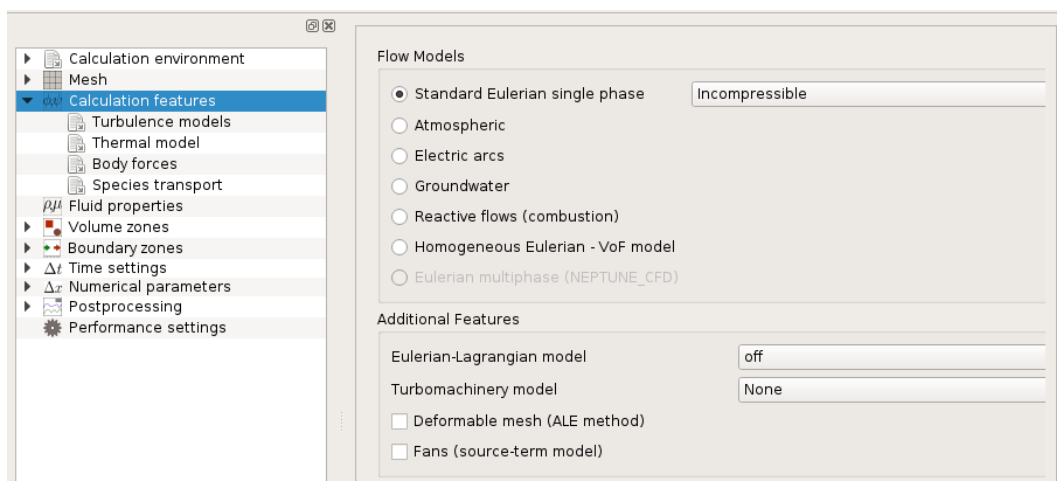 Calculation environment
Mesh
Calculation features
Turbulence models
Thermal model
Body forces
Species transport
ρ,μ Fluid properties
Volume zones
Boundary zones
Δt Time settings
Δx Numerical parameters
Postprocessing
Performance settings
Flow Models
Standard Eulerian single phase Incompressible
Atmospheric
Electric arcs
Groundwater
Reactive flows (combustion)
Homogeneous Eulerian - VoF model
Eulerian multiphase (NEPTUNE_CFD)
Additional Features
Eulerian-Lagrangian model off
Turbomachinery model None
Deformable mesh (ALE method)
Fans (source-term model)